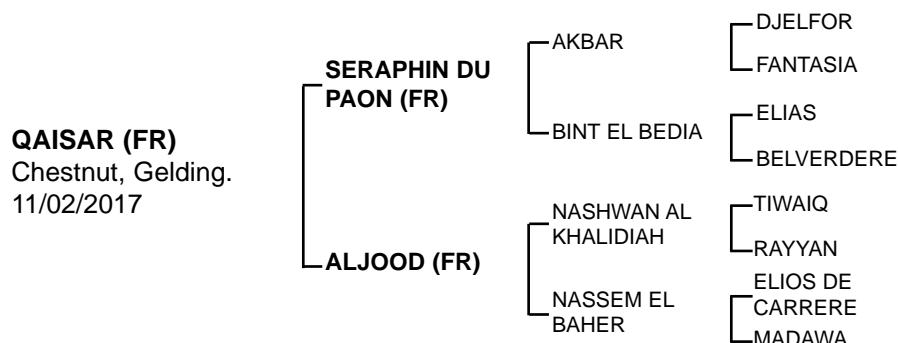 QAISAR (FR)
Chestnut, Gelding.
11/02/2017
SERAPHIN DU
PAON (FR)
ALJOOD (FR)
AKBAR
BINT EL BEDIA
NASHWAN AL
KHALIDIAH
NASSEM EL
BAHER
DJELFOR
FANTASIA
ELIAS
BELVERDERE
TIWAIQ
RAYYAN
ELIOS DE
CARRERE
MADAWA